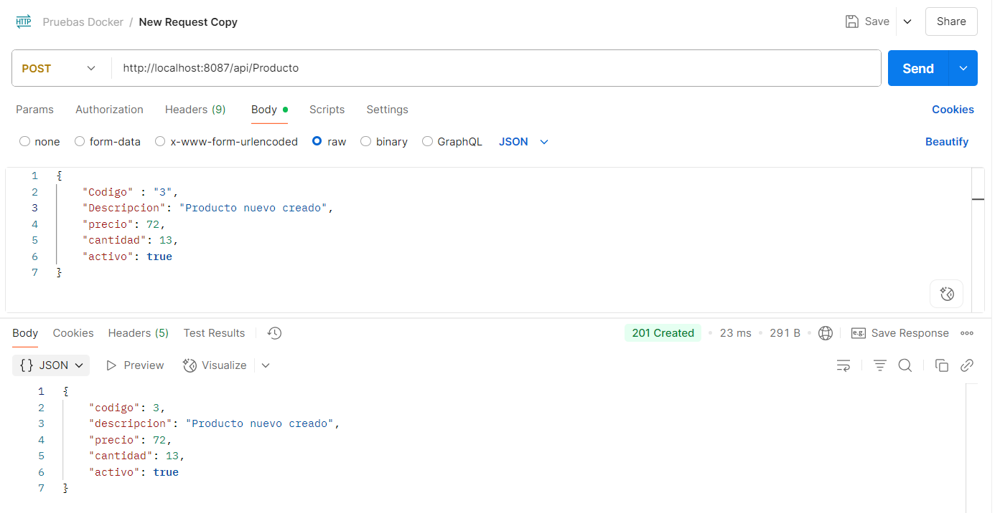 HTTP Pruebas Docker / New Request Copy Save Share
POST http://localhost:8087/api/Producto Send
Params Authorization Headers (9) Body Scripts Settings Cookies
none form-data x-www-form-urlencoded raw binary GraphQL JSON Beautify
1 {
2 "Codigo" : "3",
3 "Descripcion": "Producto nuevo creado",
4 "precio": 72,
5 "cantidad": 13,
6 "activo": true
7 }
Body Cookies Headers (5) Test Results 201 Created 23 ms 291 B e.g. Save Response
{} JSON Preview Visualize
1 {
2 "codigo": 3,
3 "descripcion": "Producto nuevo creado",
4 "precio": 72,
5 "cantidad": 13,
6 "activo": true
7 }